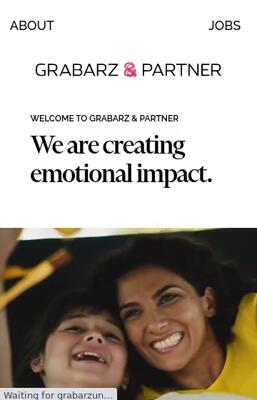 ABOUT JOBS
GRABARZ & PARTNER
WELCOME TO GRABARZ & PARTNER
We are creating
emotional impact.
Waiting for grabarzun...